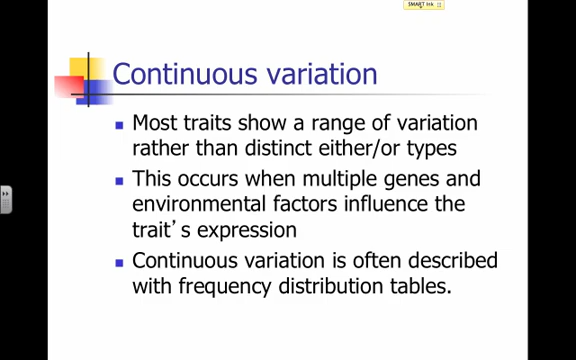 SMART Ink
Continuous variation
Most traits show a range of variation
rather than distinct either/or types
This occurs when multiple genes and
environmental factors influence the
trait's expression
Continuous variation is often described
with frequency distribution tables.